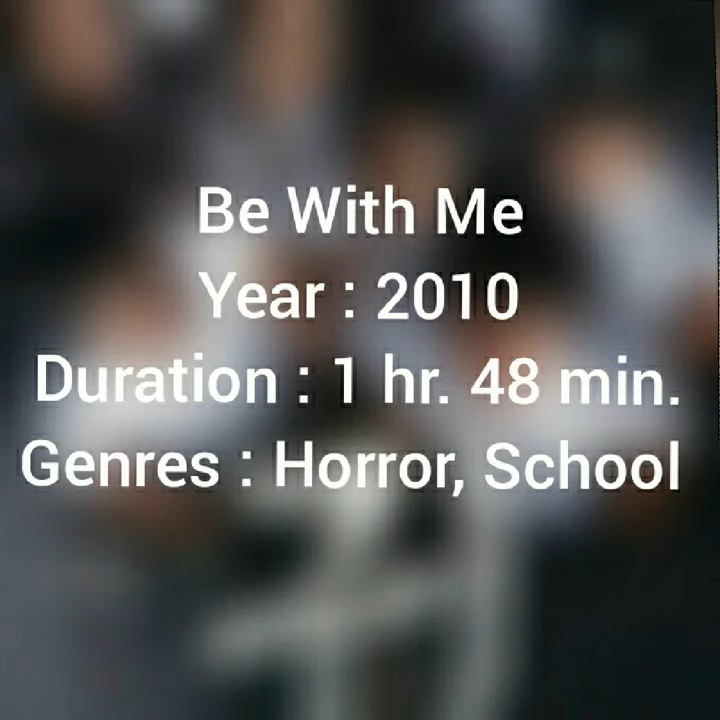 Be With Me
Year : 2010
Duration : 1 hr. 48 min.
Genres : Horror, School